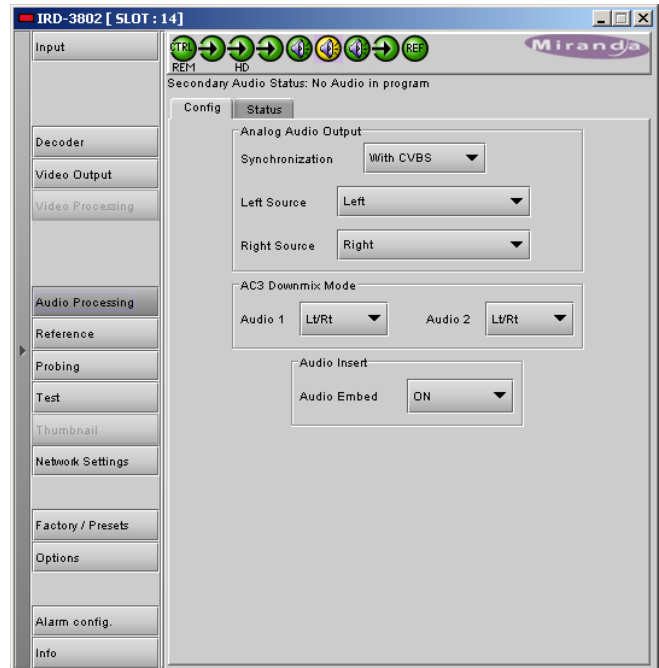 IRD-3802 [ SLOT : 14]
Input
CTRL
REF
Miranda
REM
HD
Secondary Audio Status: No Audio in program
Config
Status
Analog Audio Output
Synchronization
With CVBS
Left Source
Left
Right Source
Right
AC3 Downmix Mode
Audio 1
Lt/Rt
Audio 2
Lt/Rt
Audio Insert
Audio Embed
ON
Decoder
Video Output
Video Processing
Audio Processing
Reference
Probing
Test
Thumbnail
Network Settings
Factory / Presets
Options
Alarm config.
Info